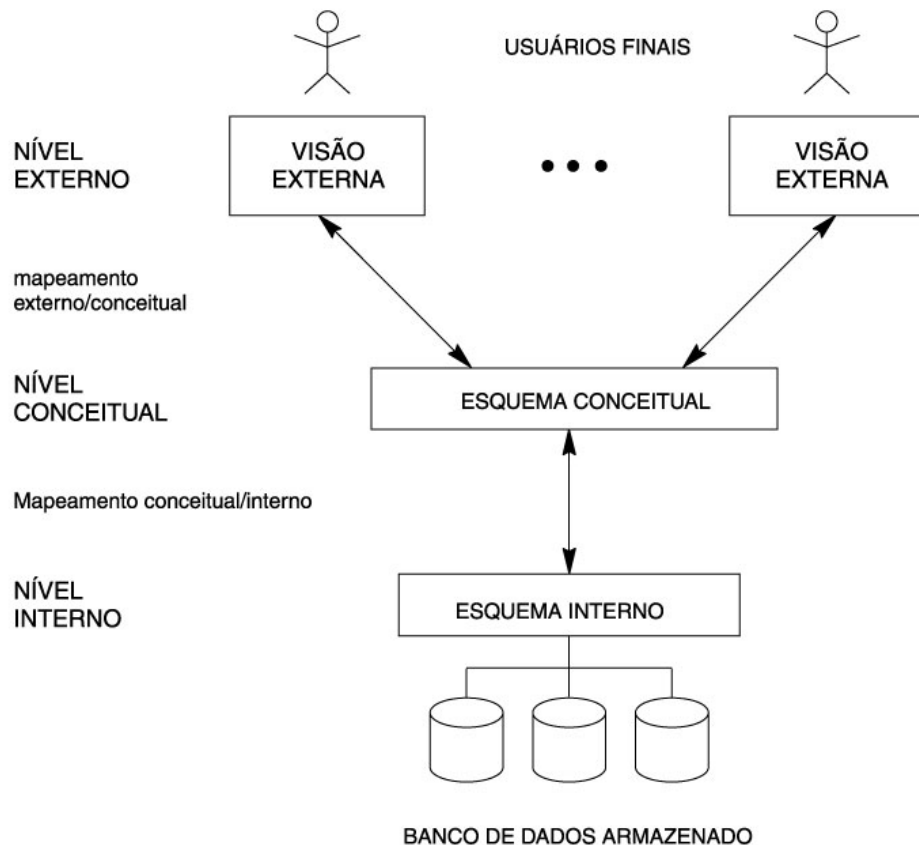 USUÁRIOS FINAIS
NÍVEL
EXTERNO
VISÃO
EXTERNA
VISÃO
EXTERNA
mapeamento
externo/conceitual
NÍVEL
CONCEITUAL
ESQUEMA CONCEITUAL
Mapeamento conceitual/interno
NÍVEL
INTERNO
ESQUEMA INTERNO
BANCO DE DADOS ARMAZENADO